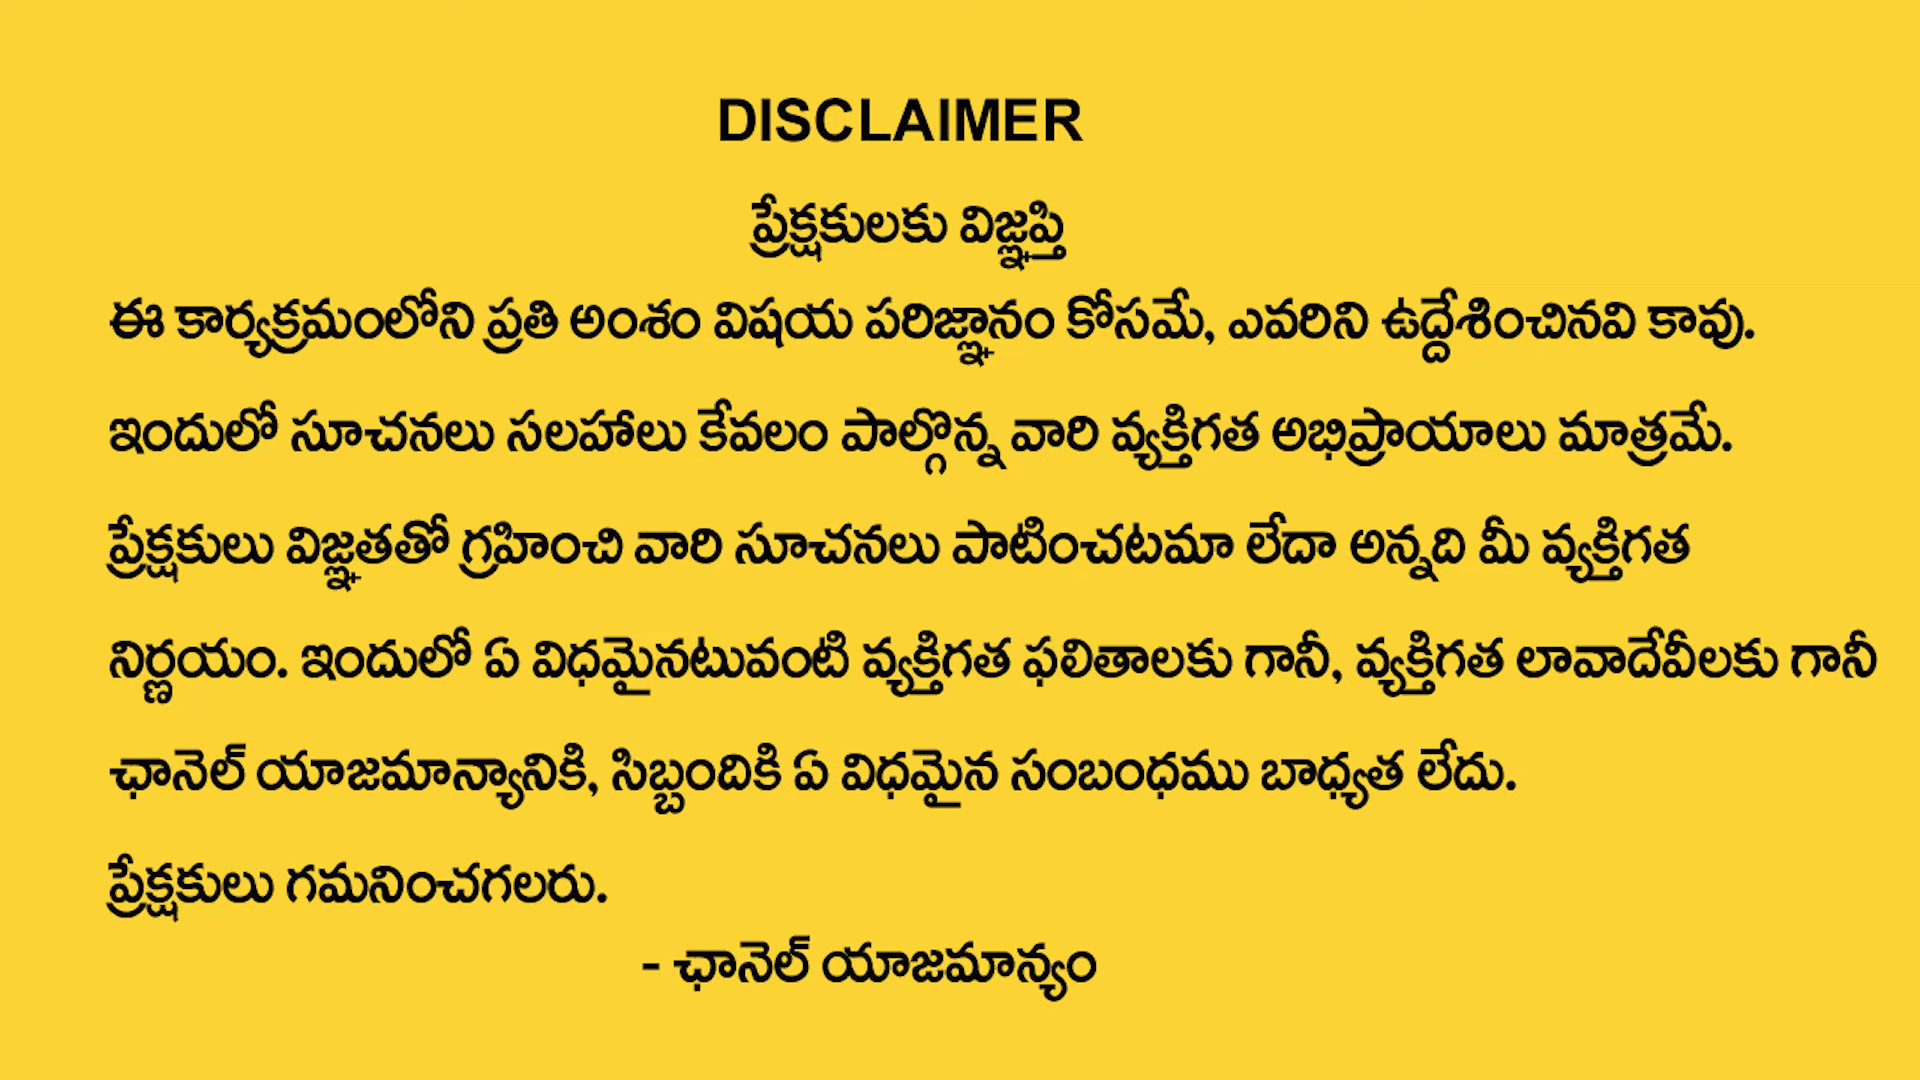 DISCLAIMER
ప్రేక్షకులకు విజ్ఞప్తి
ఈ కార్యక్రమంలోని ప్రతి అంశం విషయ పరిజ్ఞానం కోసమే, ఎవరిని ఉద్దేశించినవి కావు.
ఇందులో సూచనలు సలహాలు కేవలం పాల్గొన్న వారి వ్యక్తిగత అభిప్రాయాలు మాత్రమే.
ప్రేక్షకులు విజ్ఞతతో గ్రహించి వారి సూచనలు పాటించటమా లేదా అన్నది మీ వ్యక్తిగత
నిర్ణయం. ఇందులో ఏ విధమైనటువంటి వ్యక్తిగత ఫలితాలకు గానీ, వ్యక్తిగత లావాదేవీలకు గానీ
ఛానెల్ యాజమాన్యానికి, సిబ్బందికి ఏ విధమైన సంబంధము బాధ్యత లేదు.
ప్రేక్షకులు గమనించగలరు.
- ఛానెల్ యాజమాన్యం